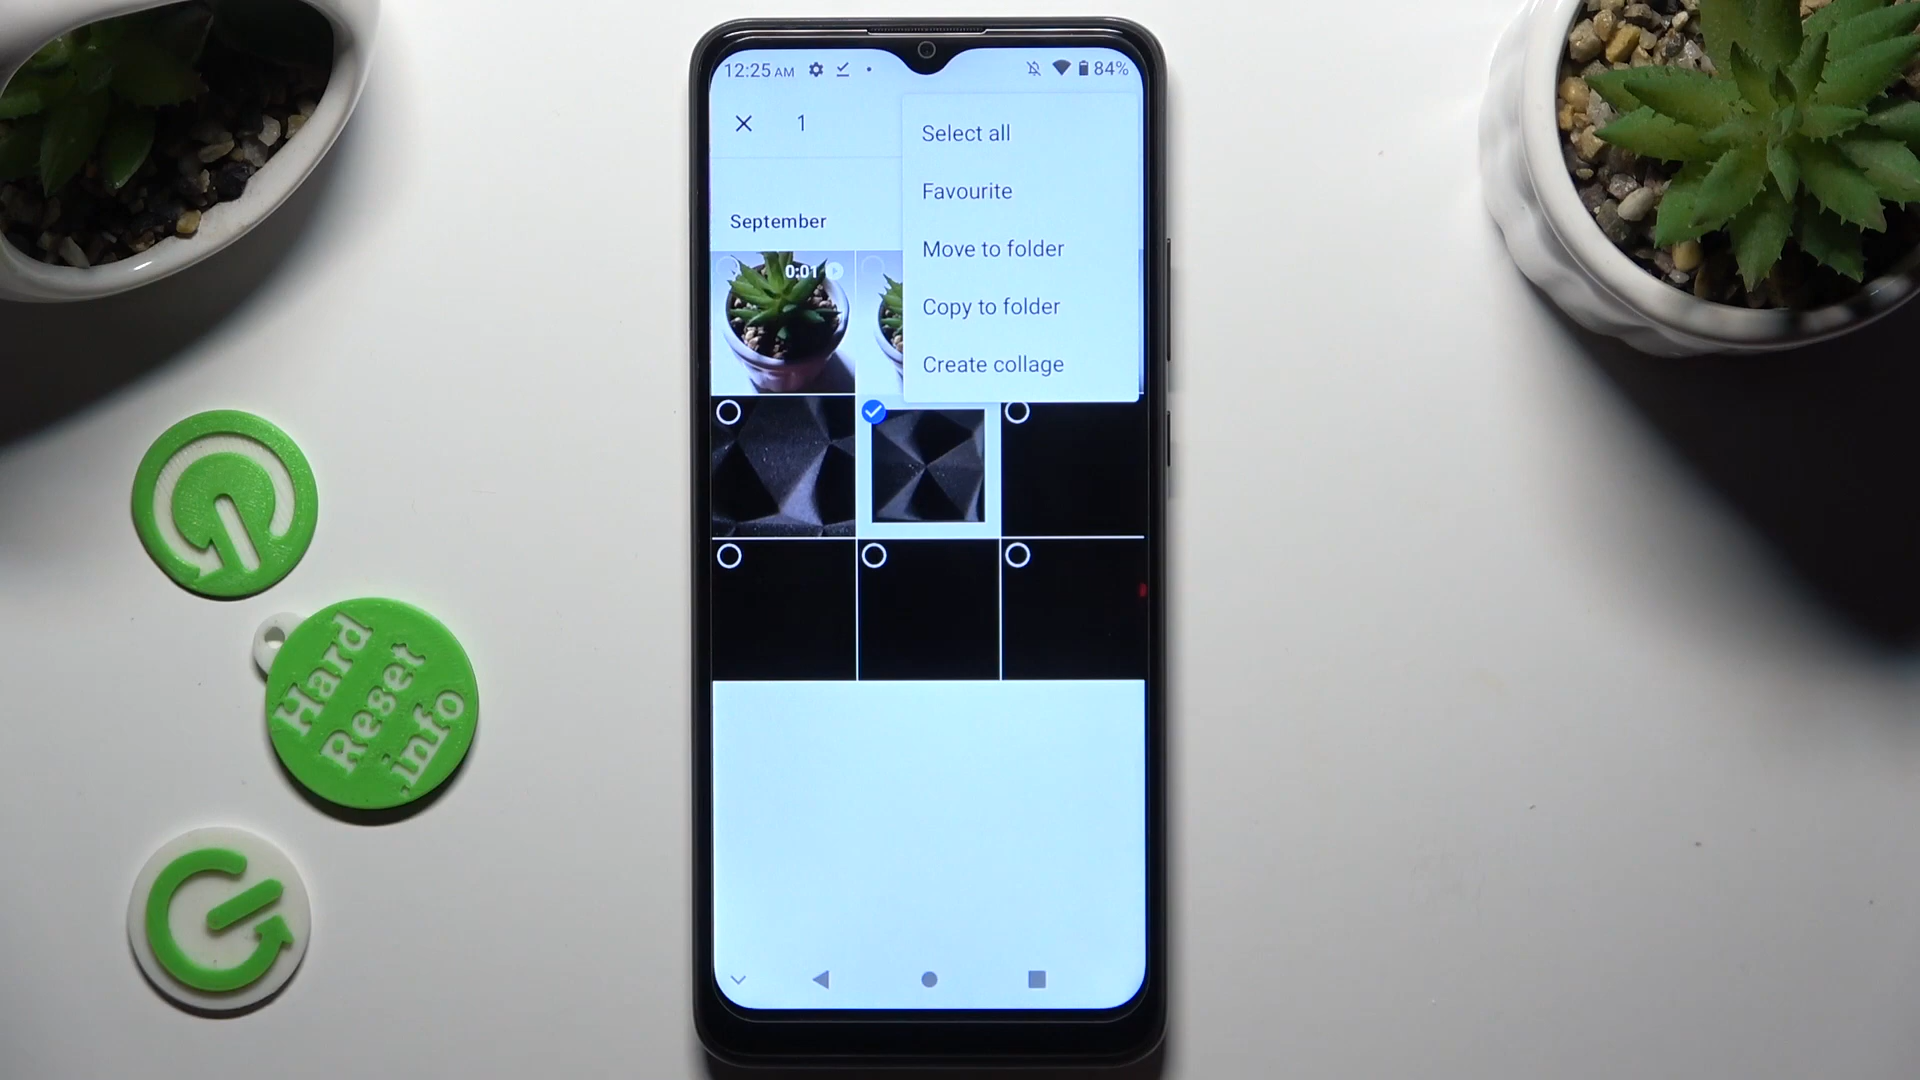 12:25 AM
84%
1
Select all
Favourite
Move to folder
Copy to folder
Create collage
September
0:01
Hard
Reset
.info